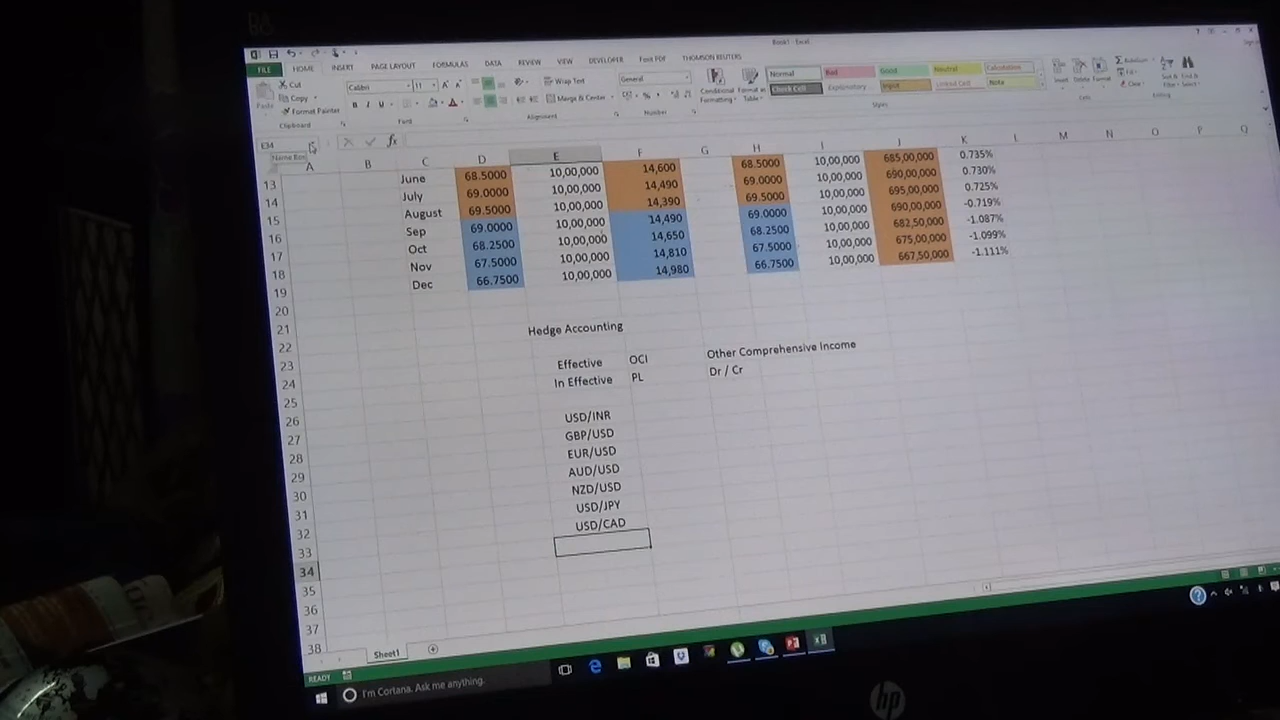 Book1 - Excel
FILE HOME INSERT PAGE LAYOUT FORMULAS DATA REVIEW VIEW DEVELOPER Foxit PDF THOMSON REUTERS
Cut
Copy
Format Painter
Paste
Clipboard
Calibri 11
B I U
Font
Wrap Text
Merge & Center
Alignment
General
Number
Conditional Formatting
Format as Table
Normal Bad Good Neutral Calculation
Check Cell Explanatory Input Linked Cell Note
Styles
Insert Delete Format
Cells
AutoSum
Fill
Clear
Sort & Filter
Find & Select
Editing
E34 fx
Name Box
A B C D E F G H I J K L M N O P Q
13 June 68.5000 10,00,000 14,600 68.5000 10,00,000 685,00,000 0.735%
14 July 69.0000 10,00,000 14,490 69.0000 10,00,000 690,00,000 0.730%
15 August 69.5000 10,00,000 14,390 69.5000 10,00,000 695,00,000 0.725%
16 Sep 69.0000 10,00,000 14,490 69.0000 10,00,000 690,00,000 -0.719%
17 Oct 68.2500 10,00,000 14,650 68.2500 10,00,000 682,50,000 -1.087%
18 Nov 67.5000 10,00,000 14,810 67.5000 10,00,000 675,00,000 -1.099%
19 Dec 66.7500 10,00,000 14,980 66.7500 10,00,000 667,50,000 -1.111%
20
21
22 Hedge Accounting
23
24 Effective OCI Other Comprehensive Income
25 In Effective PL Dr / Cr
26
27 USD/INR
28 GBP/USD
29 EUR/USD
30 AUD/USD
31 NZD/USD
32 USD/JPY
33 USD/CAD
34
35
36
37
38
Sheet1
READY
I'm Cortana. Ask me anything.
hp